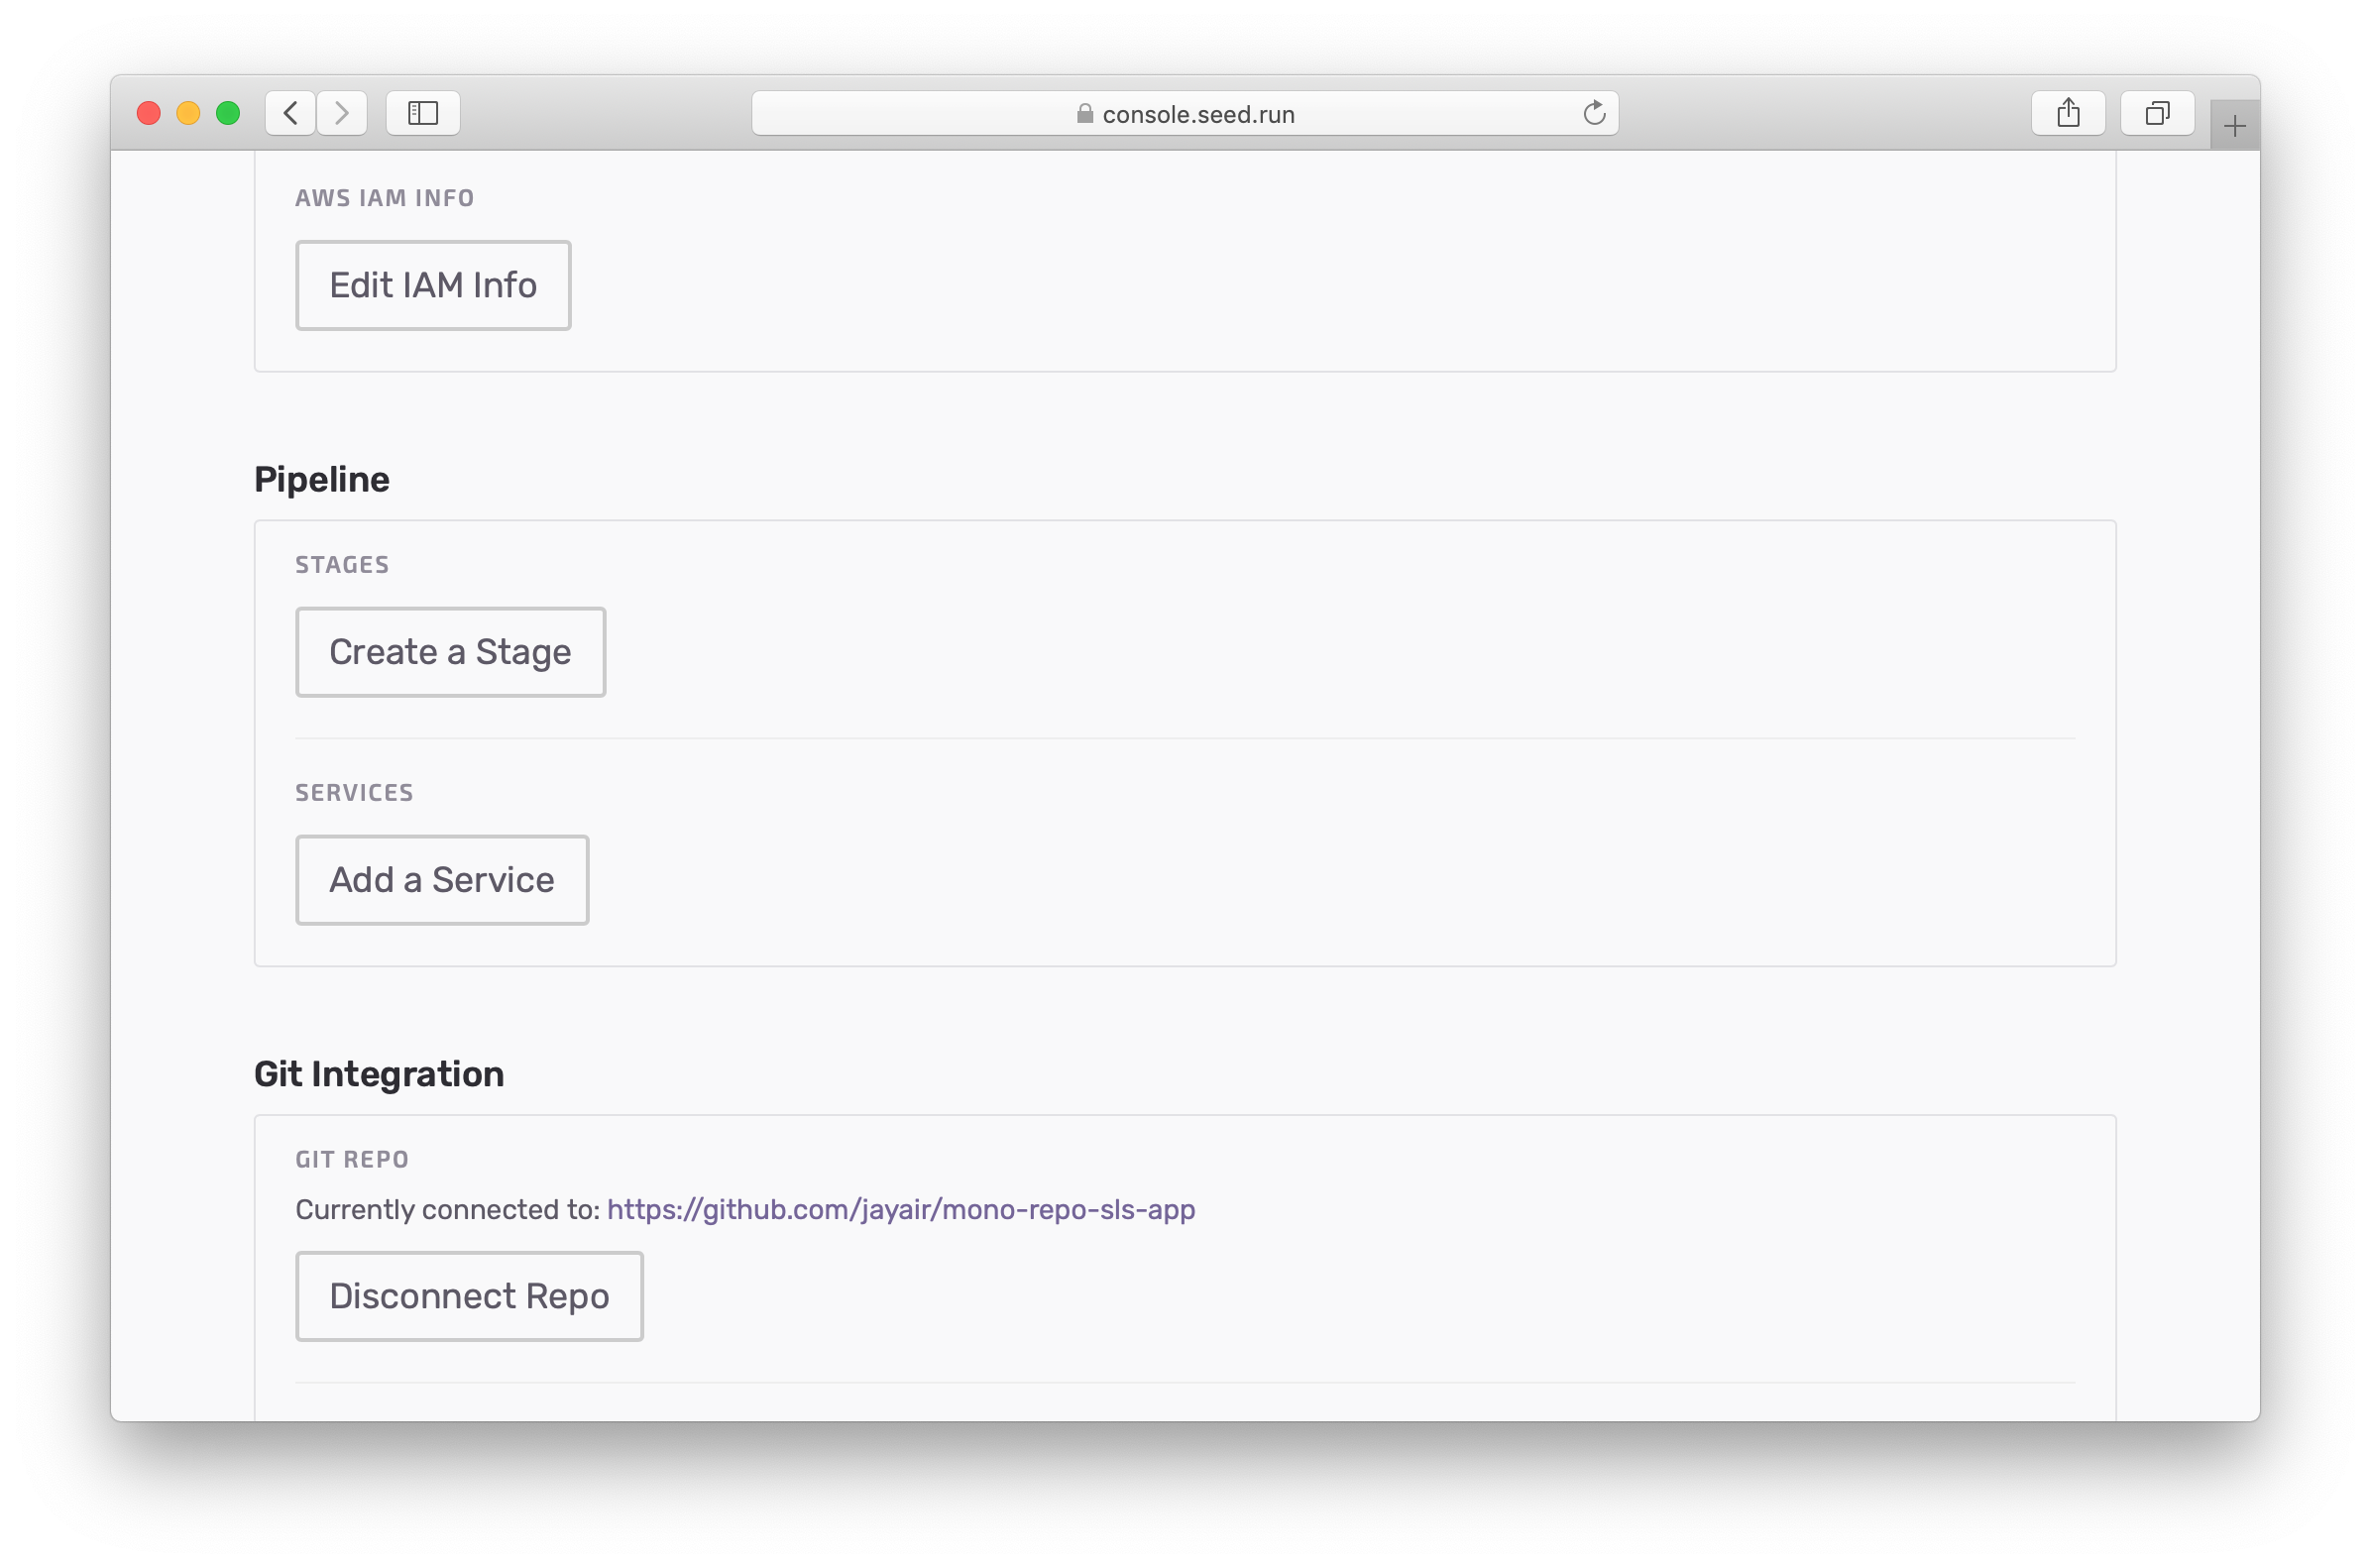 console.seed.run
AWS IAM INFO
Edit IAM Info
Pipeline
STAGES
Create a Stage
SERVICES
Add a Service
Git Integration
GIT REPO
Currently connected to: https://github.com/jayair/mono-repo-sls-app
Disconnect Repo